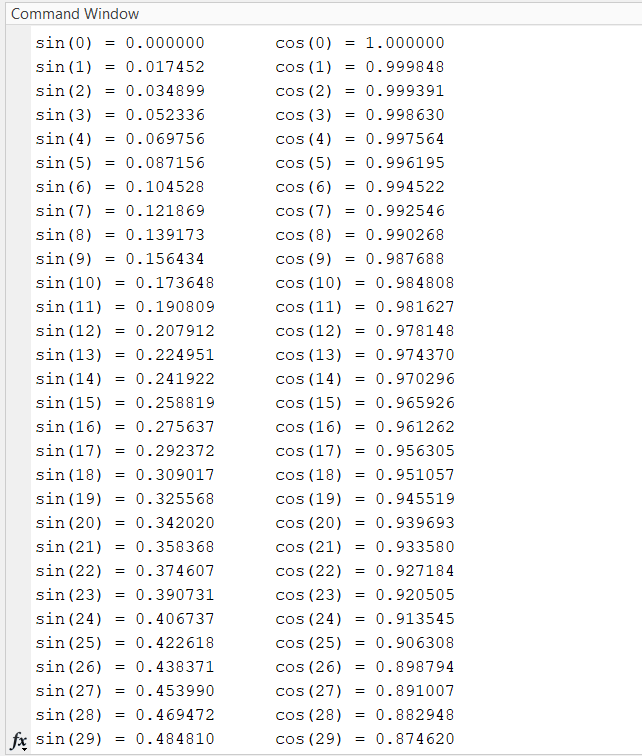 Command Window
sin(0) = 0.000000 cos(0) = 1.000000
sin(1) = 0.017452 cos(1) = 0.999848
sin(2) = 0.034899 cos(2) = 0.999391
sin(3) = 0.052336 cos(3) = 0.998630
sin(4) = 0.069756 cos(4) = 0.997564
sin(5) = 0.087156 cos(5) = 0.996195
sin(6) = 0.104528 cos(6) = 0.994522
sin(7) = 0.121869 cos(7) = 0.992546
sin(8) = 0.139173 cos(8) = 0.990268
sin(9) = 0.156434 cos(9) = 0.987688
sin(10) = 0.173648 cos(10) = 0.984808
sin(11) = 0.190809 cos(11) = 0.981627
sin(12) = 0.207912 cos(12) = 0.978148
sin(13) = 0.224951 cos(13) = 0.974370
sin(14) = 0.241922 cos(14) = 0.970296
sin(15) = 0.258819 cos(15) = 0.965926
sin(16) = 0.275637 cos(16) = 0.961262
sin(17) = 0.292372 cos(17) = 0.956305
sin(18) = 0.309017 cos(18) = 0.951057
sin(19) = 0.325568 cos(19) = 0.945519
sin(20) = 0.342020 cos(20) = 0.939693
sin(21) = 0.358368 cos(21) = 0.933580
sin(22) = 0.374607 cos(22) = 0.927184
sin(23) = 0.390731 cos(23) = 0.920505
sin(24) = 0.406737 cos(24) = 0.913545
sin(25) = 0.422618 cos(25) = 0.906308
sin(26) = 0.438371 cos(26) = 0.898794
sin(27) = 0.453990 cos(27) = 0.891007
sin(28) = 0.469472 cos(28) = 0.882948
fx sin(29) = 0.484810 cos(29) = 0.874620